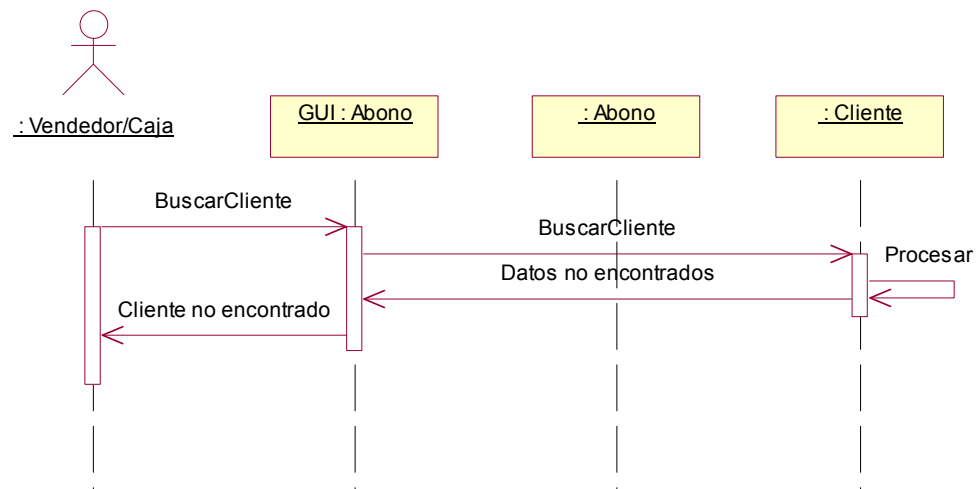 : Vendedor/Caja
GUI : Abono
: Abono
: Cliente
BuscarCliente
BuscarCliente
Procesar
Datos no encontrados
Cliente no encontrado